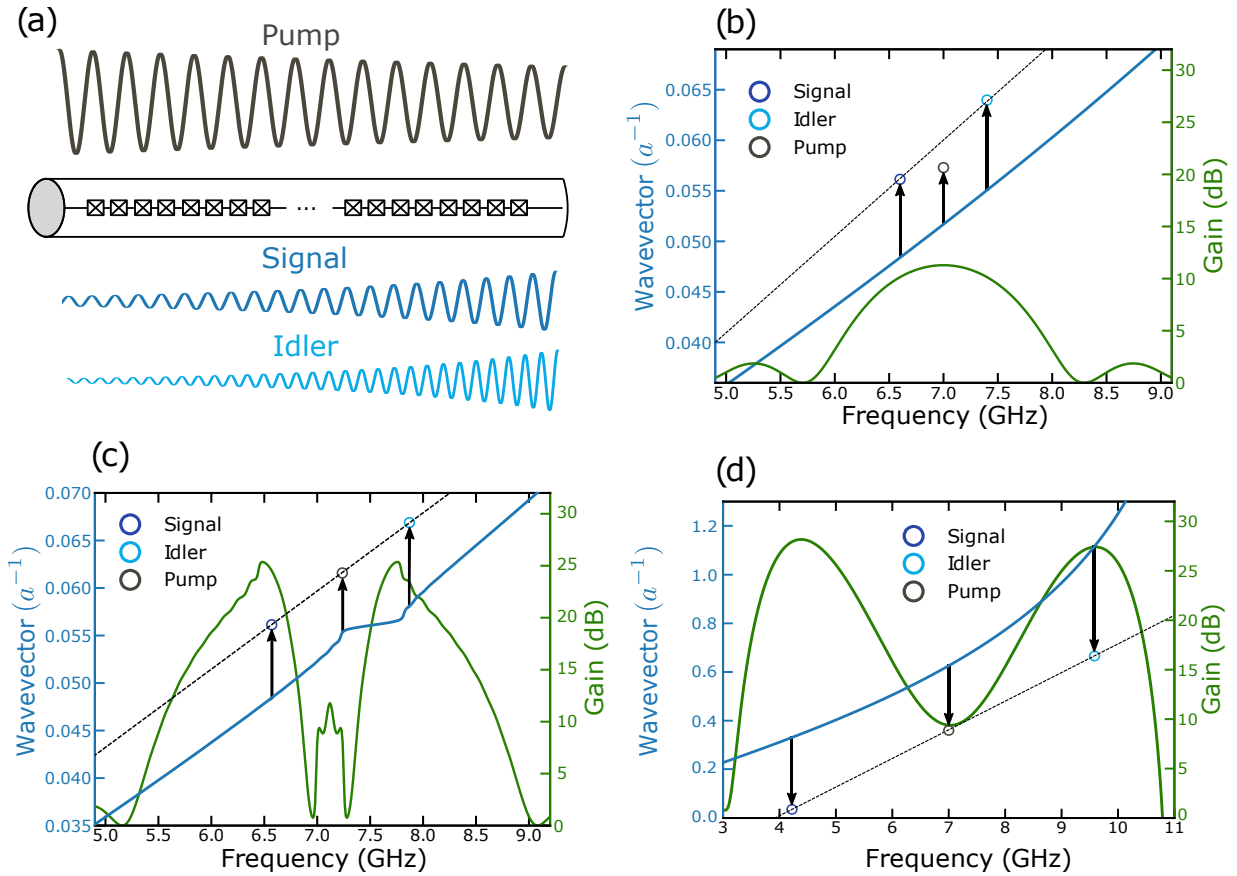 (a)
Pump
...
Signal
Idler
(b)
Signal
Idler
Pump
Wavevector (a⁻¹)
0.065
0.060
0.055
0.050
0.045
0.040
30
25
20
15
10
5
0
Gain (dB)
5.0 5.5 6.0 6.5 7.0 7.5 8.0 8.5 9.0
Frequency (GHz)
(c)
Signal
Idler
Pump
Wavevector (a⁻¹)
0.070
0.065
0.060
0.055
0.050
0.045
0.040
0.035
30
25
20
15
10
5
0
Gain (dB)
5.0 5.5 6.0 6.5 7.0 7.5 8.0 8.5 9.0
Frequency (GHz)
(d)
Signal
Idler
Pump
Wavevector (a⁻¹)
1.2
1.0
0.8
0.6
0.4
0.2
0.0
30
25
20
15
10
5
0
Gain (dB)
3 4 5 6 7 8 9 10 11
Frequency (GHz)